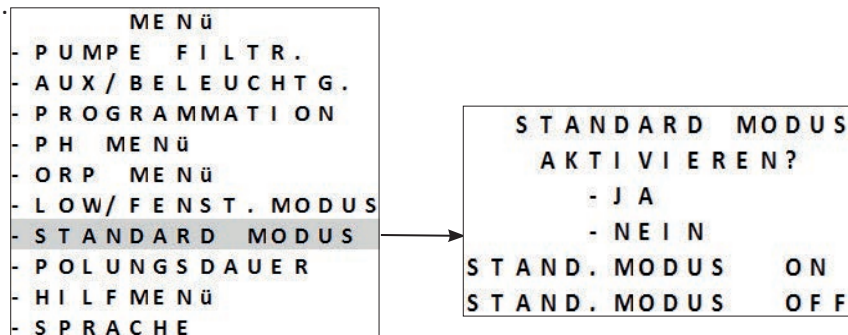 MENü
- PUMPE FILTR.
- AUX/BELEUCHTG.
- PROGRAMMATION
- PH MENü
- ORP MENü
- LOW/FENST. MODUS
- STANDARD MODUS
- POLUNGSDAUER
- HILFMENü
- SPRACHE
STANDARD MODUS
AKTIVIEREN?
- JA
- NEIN
STAND. MODUS ON
STAND. MODUS OFF